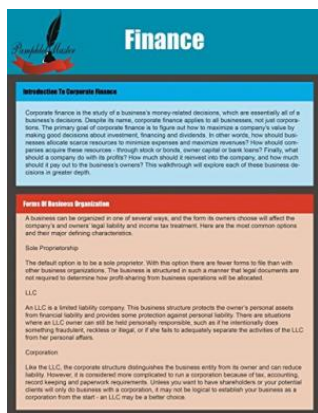 Pamphlet Master
Finance
Introduction To Corporate Finance
Corporate finance is the study of a business's money-related decisions, which are essentially all of a
business's decisions. Despite its name, corporate finance applies to all businesses, not just corpora-
tions. The primary goal of corporate finance is to figure out how to maximize a company's value by
making good decisions about investment, financing and dividends. In other words, how should busi-
nesses allocate scarce resources to minimize expenses and maximize revenues? How should com-
panies acquire these resources - through stock or bonds, owner capital or bank loans? Finally, what
should a company do with its profits? How much should it reinvest into the company, and how much
should it pay out to the business's owners? This walkthrough will explore each of these business de-
cisions in greater depth.
Forms Of Business Organization
A business can be organized in one of several ways, and the form its owners choose will affect the
company's and owners' legal liability and income tax treatment. Here are the most common options
and their major defining characteristics.
Sole Proprietorship
The default option is to be a sole proprietor. With this option there are fewer forms to file than with
other business organizations. The business is structured in such a manner that legal documents are
not required to determine how profit-sharing from business operations will be allocated.
LLC
An LLC is a limited liability company. This business structure protects the owner's personal assets
from financial liability and provides some protection against personal liability. There are situations
where an LLC owner can still be held personally responsible, such as if he intentionally does
something fraudulent, reckless or illegal, or if she fails to adequately separate the activities of the LLC
from her personal affairs.
Corporation
Like the LLC, the corporate structure distinguishes the business entity from its owner and can reduce
liability. However, it is considered more complicated to run a corporation because of tax, accounting,
record keeping and paperwork requirements. Unless you want to have shareholders or your potential
clients will only do business with a corporation, it may not be logical to establish your business as a
corporation from the start - an LLC may be a better choice.